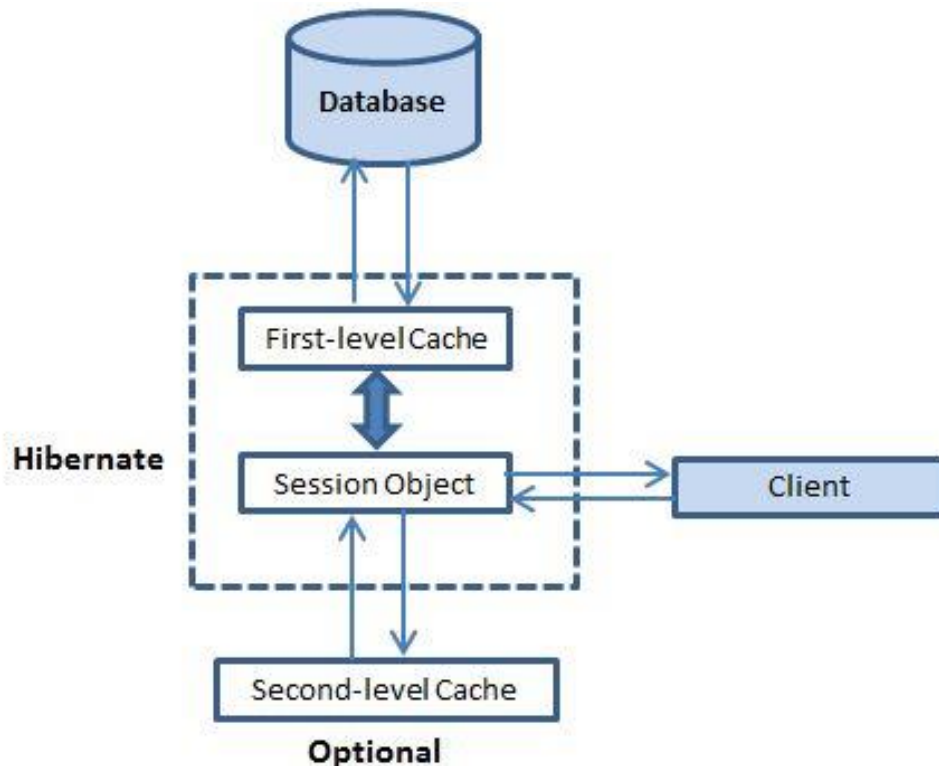 Database
First-level Cache
Hibernate
Session Object
Client
Second-level Cache
Optional